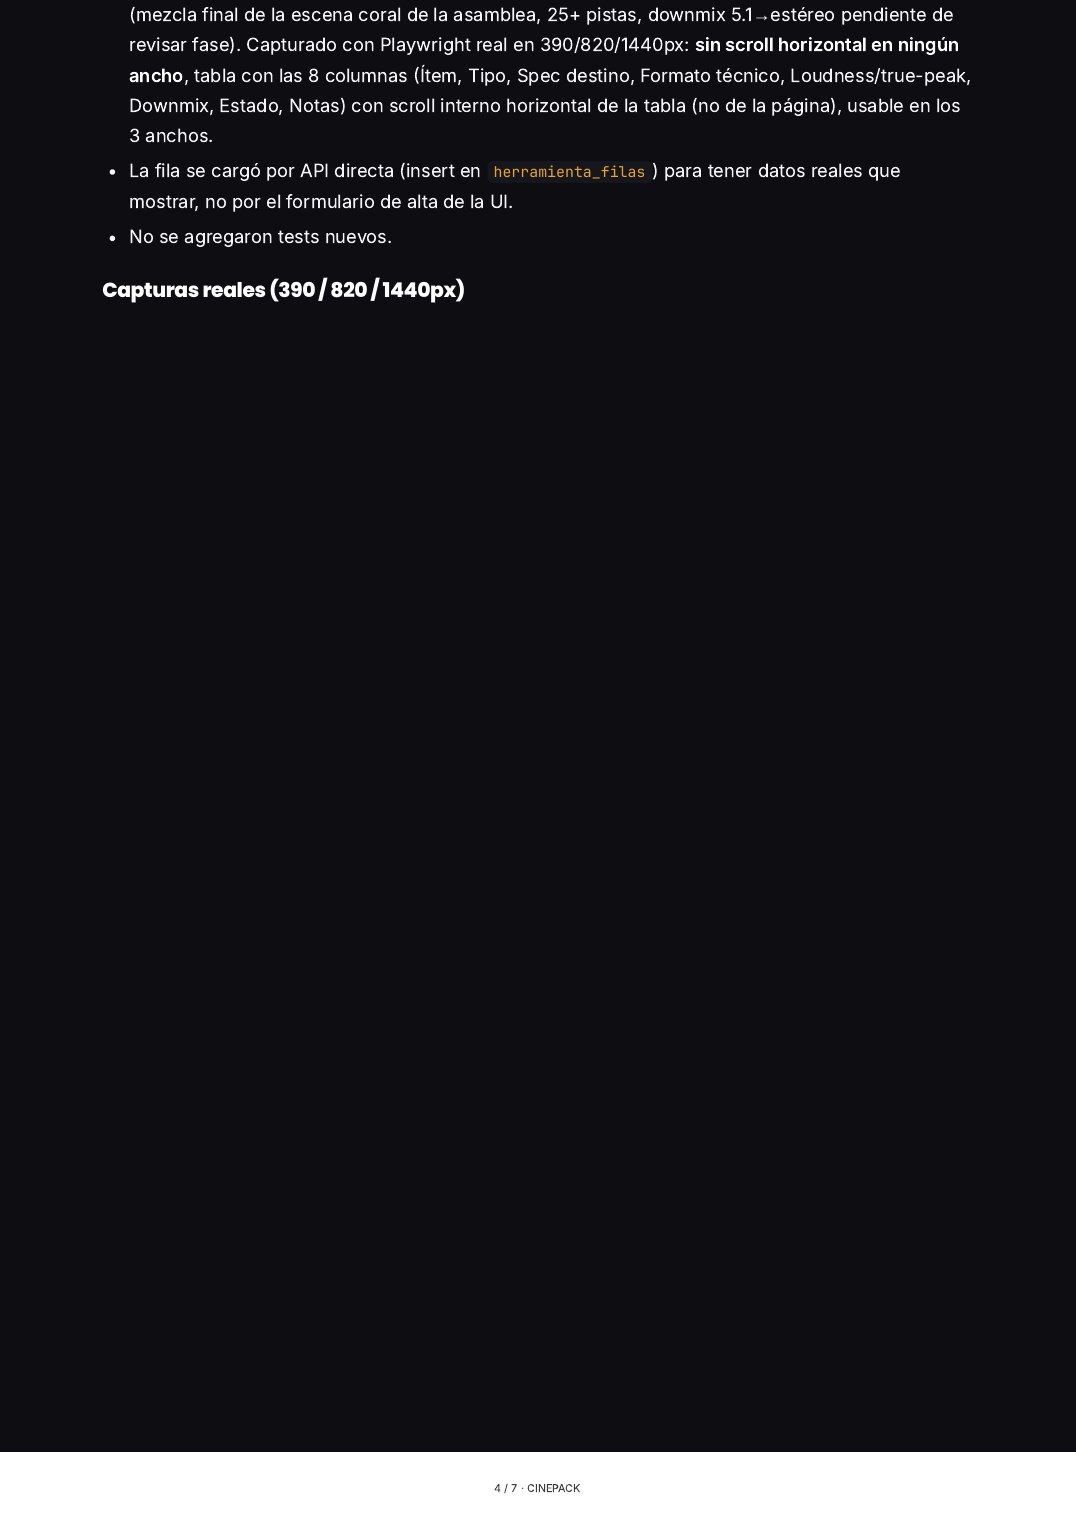 (mezcla final de la escena coral de la asamblea, 25+ pistas, downmix 5.1→estéreo pendiente de
revisar fase). Capturado con Playwright real en 390/820/1440px: sin scroll horizontal en ningún
ancho, tabla con las 8 columnas (Ítem, Tipo, Spec destino, Formato técnico, Loudness/true-peak,
Downmix, Estado, Notas) con scroll interno horizontal de la tabla (no de la página), usable en los
3 anchos.
• La fila se cargó por API directa (insert en herramienta_filas) para tener datos reales que
mostrar, no por el formulario de alta de la UI.
• No se agregaron tests nuevos.
Capturas reales (390 / 820 / 1440px)
4 / 7 · CINEPACK